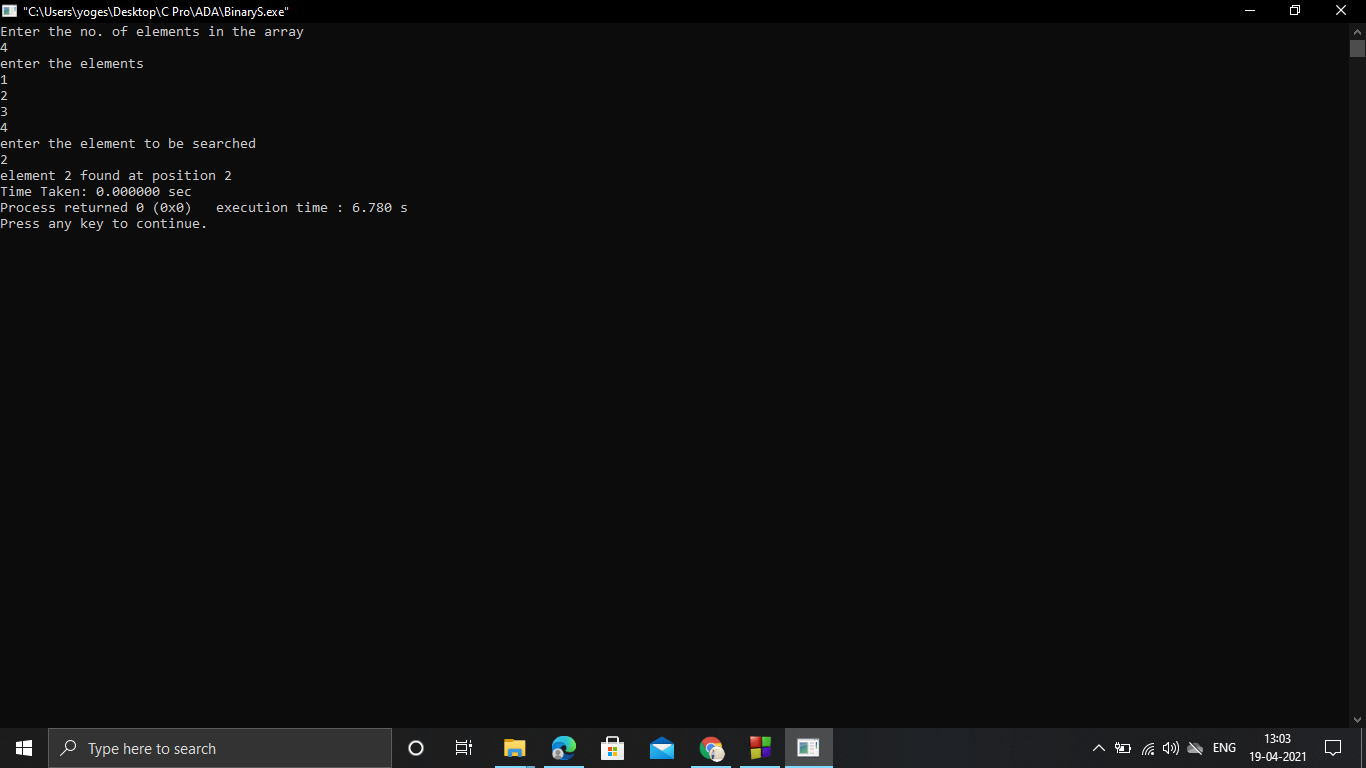 "C:\Users\yoges\Desktop\C Pro\ADA\BinaryS.exe"
Enter the no. of elements in the array
4
enter the elements
1
2
3
4
enter the element to be searched
2
element 2 found at position 2
Time Taken: 0.000000 sec
Process returned 0 (0x0)   execution time : 6.780 s
Press any key to continue.
Type here to search
ENG
13:03
19-04-2021